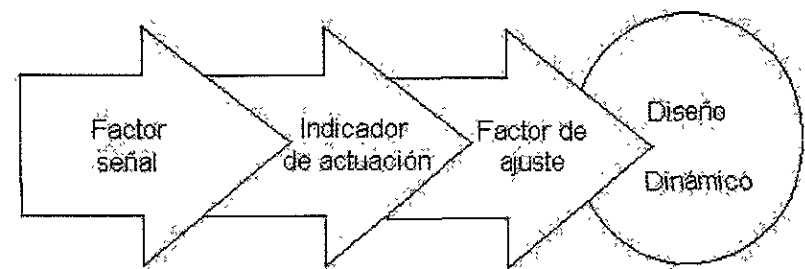 Factor
señal
Indicador
de actuación
Factor de
ajuste
Diseño
Dinámico